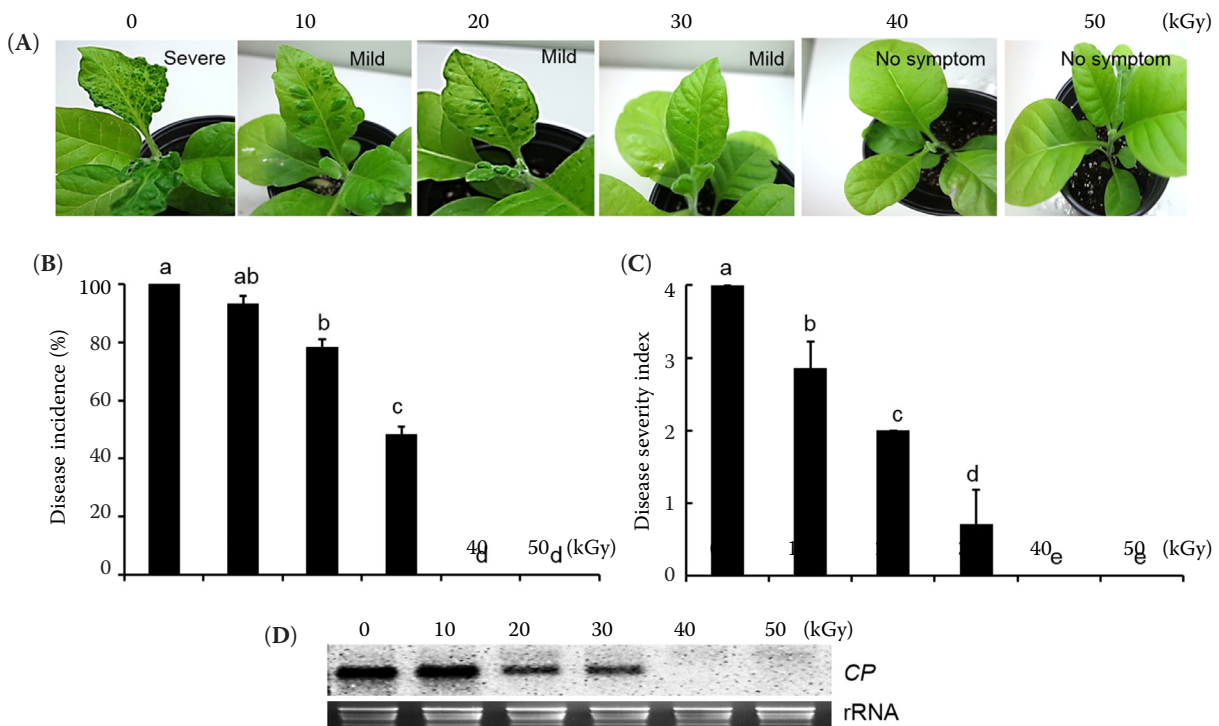 0 10 20 30 40 50 (kGy)
(A)
Severe Mild Mild Mild No symptom No symptom
(B)
Disease incidence (%)
100
80
60
40
20
0
a ab b c d d
40 50 (kGy)
(C)
Disease severity index
4
3
2
1
0
a b c d e e
40 50 (kGy)
(D)
0 10 20 30 40 50 (kGy)
CP
rRNA